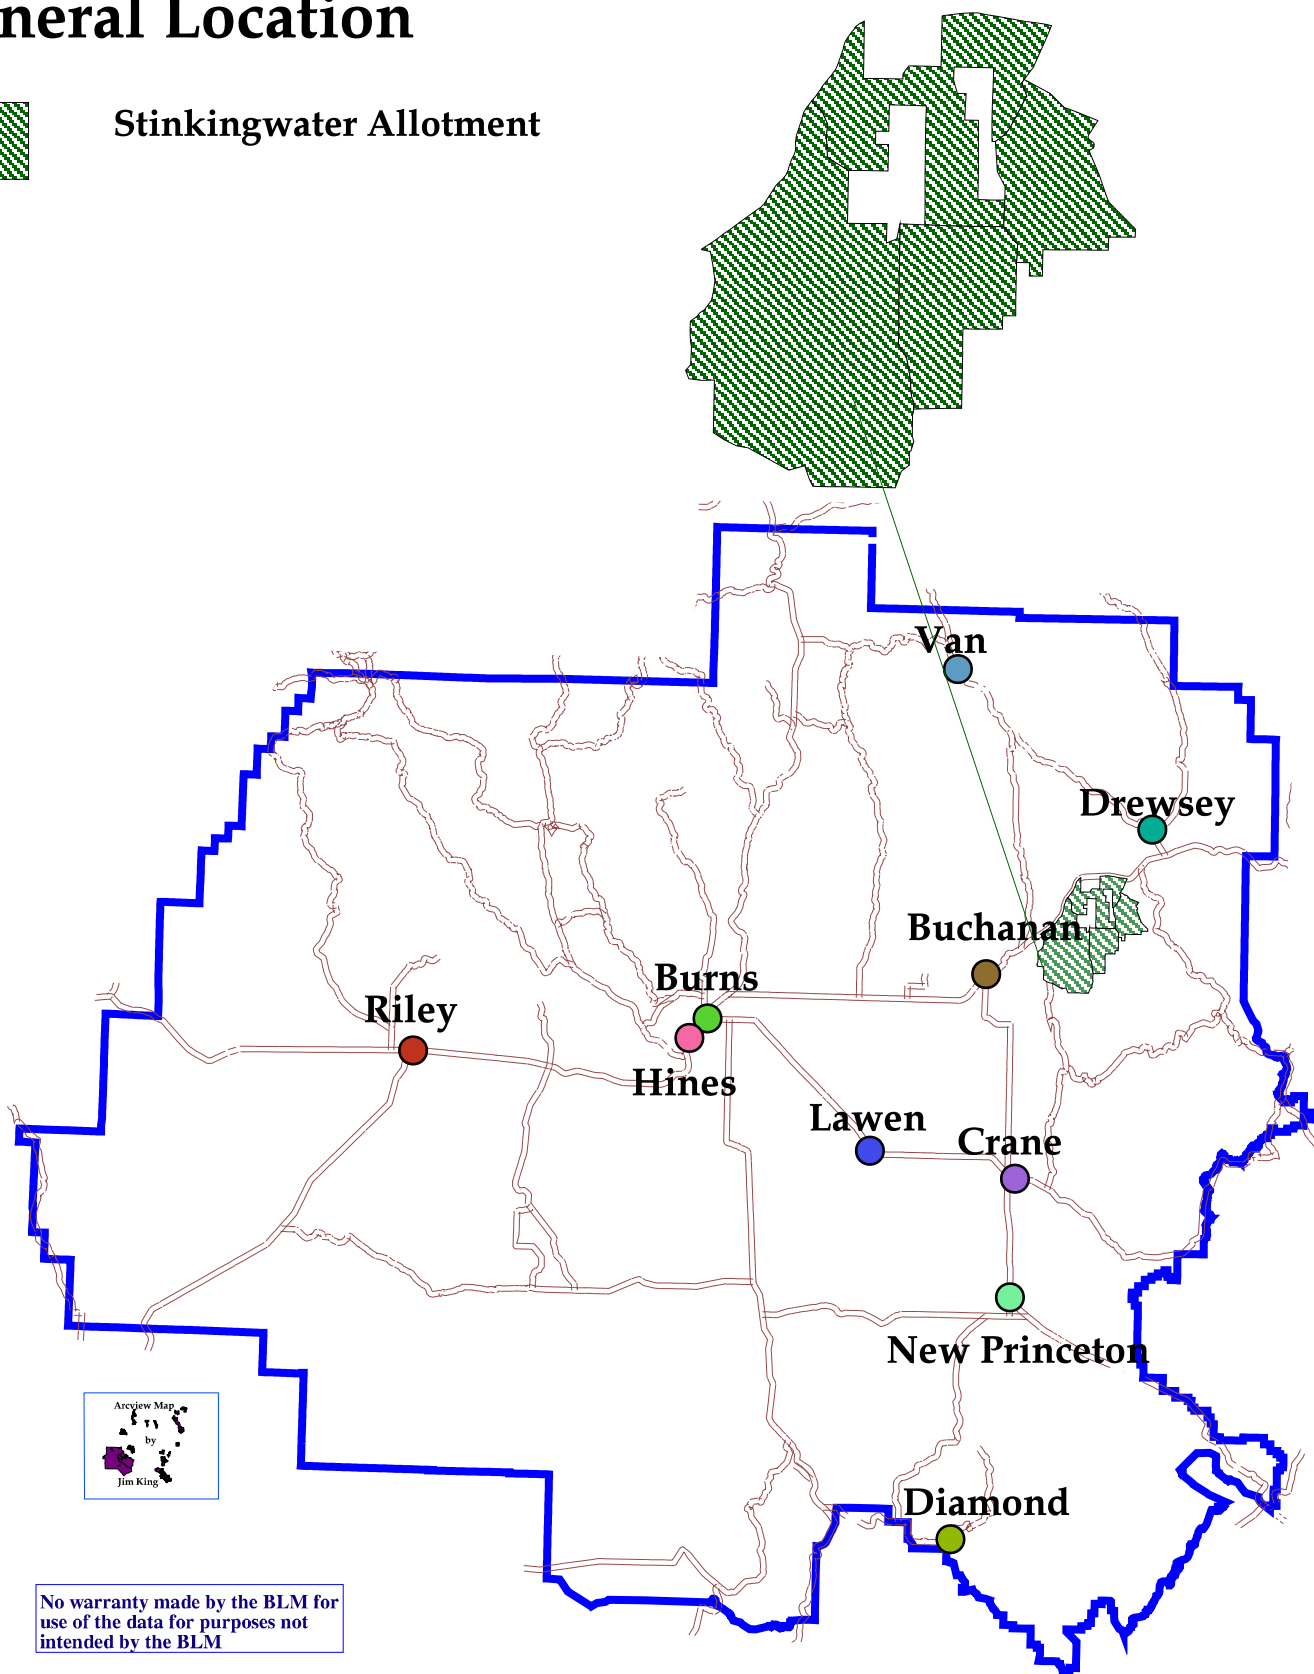 neral Location
Stinkingwater Allotment
Van
Drewsey
Buchanan
Burns
Riley
Hines
Lawen
Crane
New Princeton
Arcview Map
by
Jim King
Diamond
No warranty made by the BLM for
use of the data for purposes not
intended by the BLM